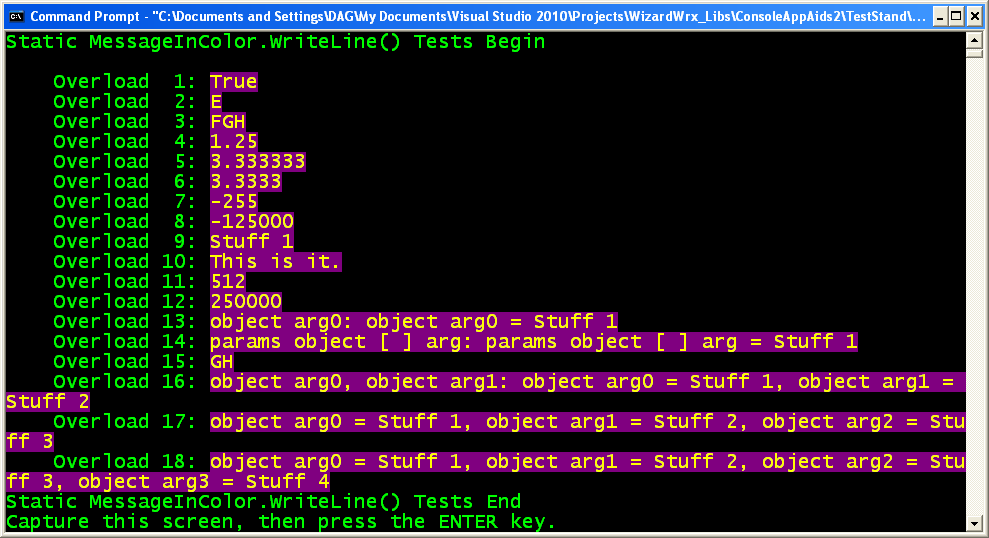 Command Prompt - "C:\Documents and Settings\DAG\My Documents\Visual Studio 2010\Projects\WizardWrx_Libs\ConsoleAppAids2\TestStand\...
Static MessageInColor.WriteLine() Tests Begin
Overload  1: True
Overload  2: E
Overload  3: FGH
Overload  4: 1.25
Overload  5: 3.333333
Overload  6: 3.3333
Overload  7: -255
Overload  8: -125000
Overload  9: Stuff 1
Overload 10: This is it.
Overload 11: 512
Overload 12: 250000
Overload 13: object arg0: object arg0 = Stuff 1
Overload 14: params object [ ] arg: params object [ ] arg = Stuff 1
Overload 15: GH
Overload 16: object arg0, object arg1: object arg0 = Stuff 1, object arg1 =
Stuff 2
Overload 17: object arg0 = Stuff 1, object arg1 = Stuff 2, object arg2 = Stu
ff 3
Overload 18: object arg0 = Stuff 1, object arg1 = Stuff 2, object arg2 = Stu
ff 3, object arg3 = Stuff 4
Static MessageInColor.WriteLine() Tests End
Capture this screen, then press the ENTER key.